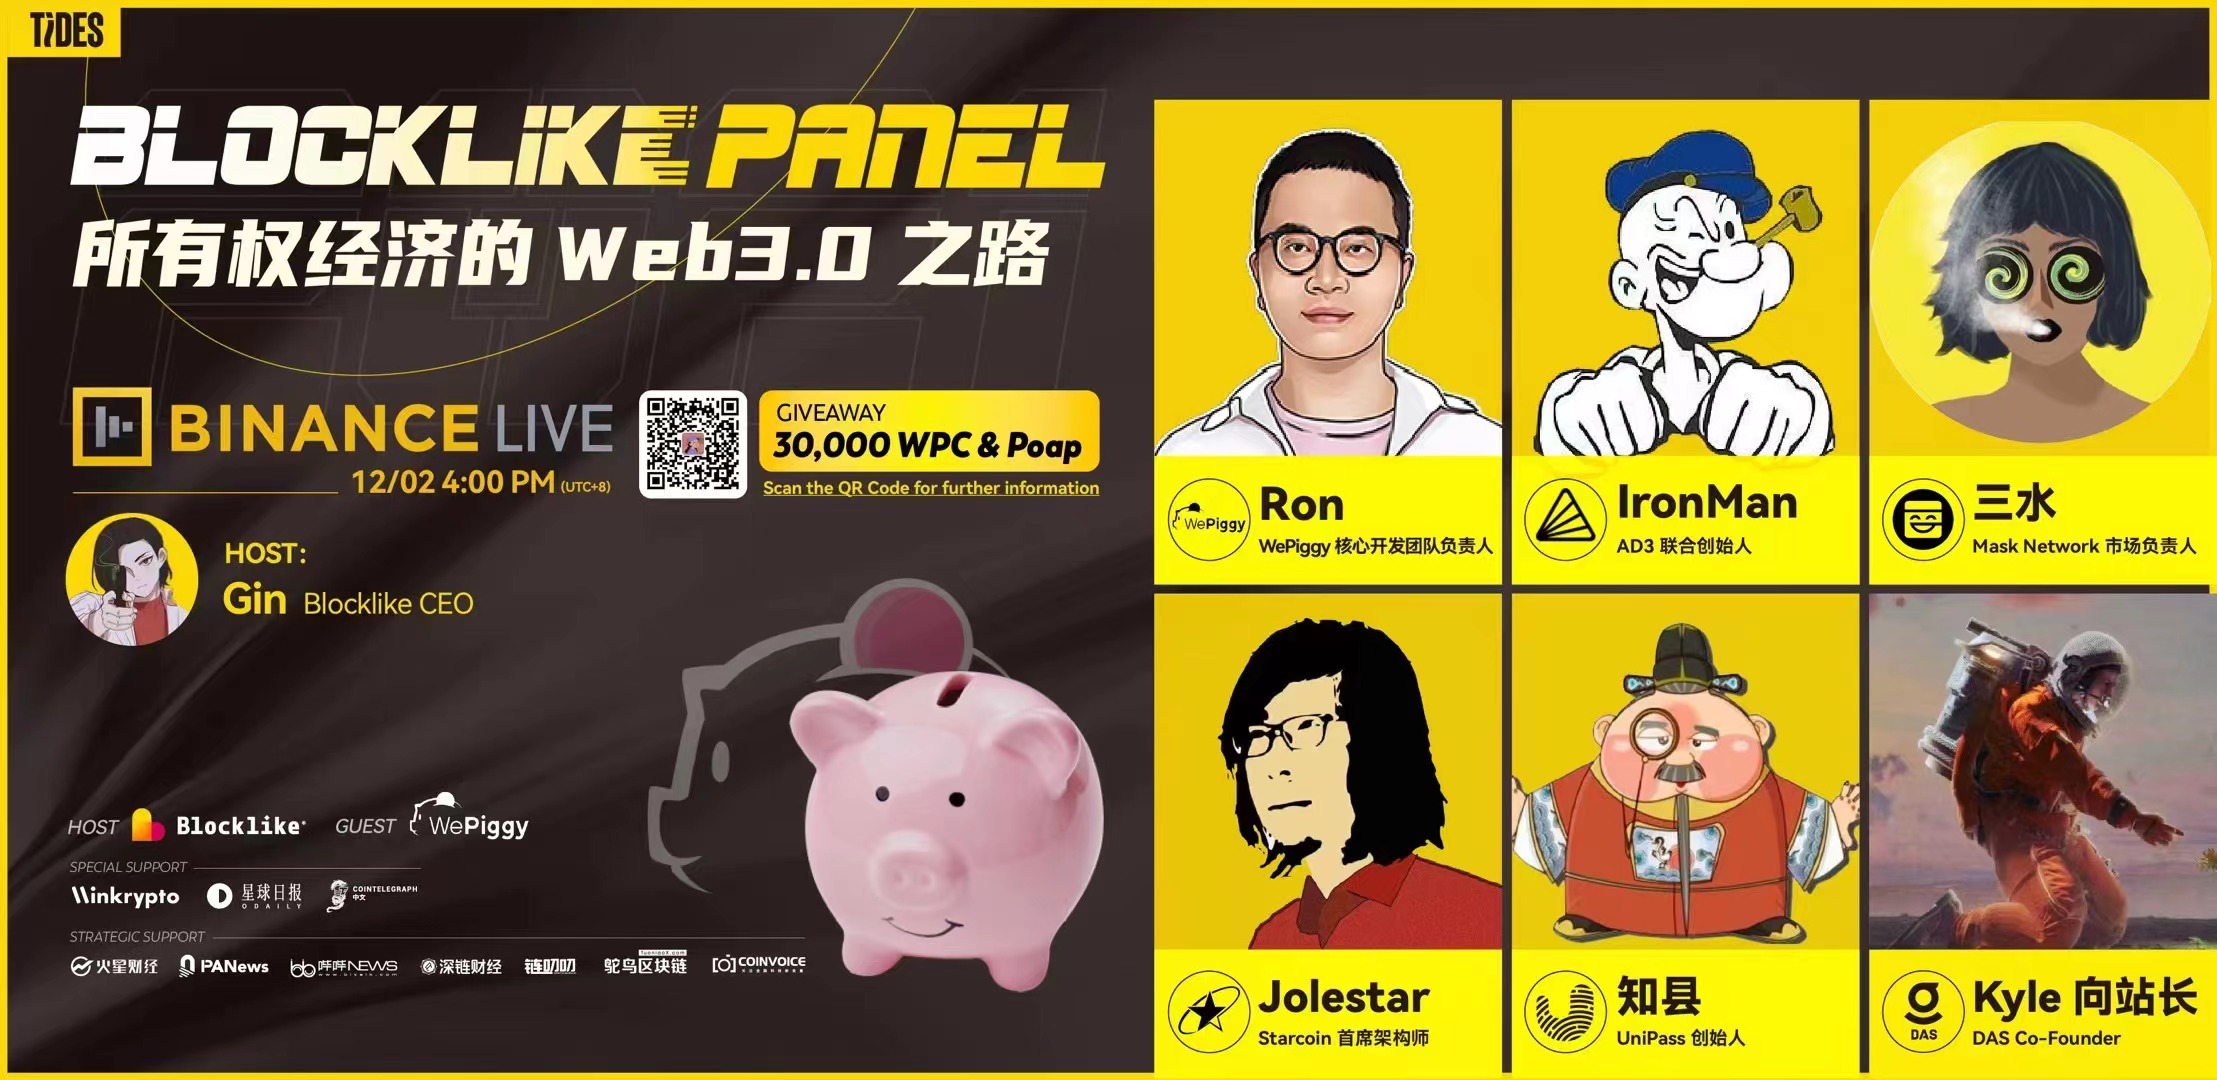 TIDES
BLOCKLIKE PANEL
所有权经济的 Web3.0 之路
BINANCE LIVE
12/02 4:00 PM (UTC+8)
GIVEAWAY
30,000 WPC & Poap
Scan the QR Code for further information
HOST:
Gin Blocklike CEO
HOST Blocklike GUEST WePiggy
SPECIAL SUPPORT
Winkrypto 星球日报 ODAILY COINTELEGRAPH 中文
STRATEGIC SUPPORT
火星财经 PANews 哔哔NEWS 深链财经 链叨叨 鸵鸟区块链 COINVOICE
WePiggy
Ron
WePiggy 核心开发团队负责人
IronMan
AD3 联合创始人
三水
Mask Network 市场负责人
Jolestar
Starcoin 首席架构师
知县
UniPass 创始人
DAS
Kyle 向站长
DAS Co-Founder